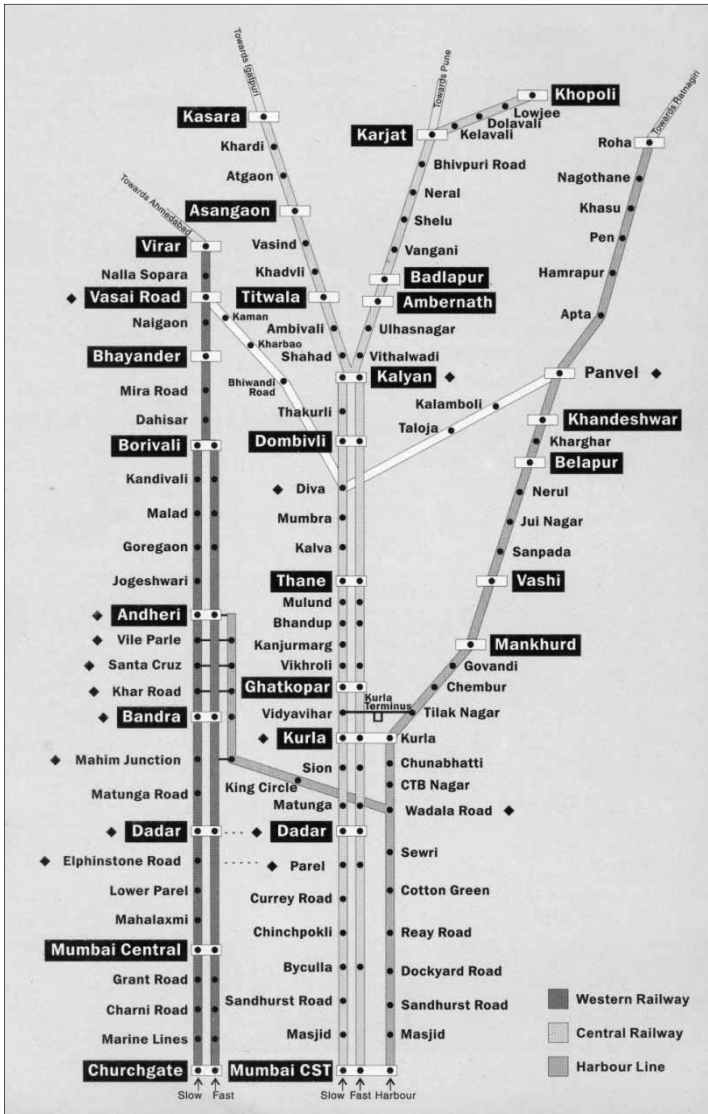 Towards Igatpuri
Towards Pune
Towards Ratnagiri
Towards Ahmedabad
Kasara
Khardi
Atgaon
Asangaon
Vasind
Khadvli
Titwala
Ambivali
Shahad
Khopoli
Lowjee
Dolavali
Kelavali
Karjat
Bhivpuri Road
Neral
Shelu
Vangani
Badlapur
Ambernath
Ulhasnagar
Vithalwadi
Roha
Nagothane
Khasu
Pen
Hamrapur
Apta
Panvel
Khandeshwar
Kharghar
Belapur
Nerul
Jui Nagar
Sanpada
Vashi
Mankhurd
Govandi
Chembur
Tilak Nagar
Kurla
Chunabhatti
CTB Nagar
Wadala Road
Sewri
Cotton Green
Reay Road
Dockyard Road
Sandhurst Road
Masjid
Virar
Nalla Sopara
Vasai Road
Naigaon
Bhayander
Mira Road
Dahisar
Borivali
Kandivali
Malad
Goregaon
Jogeshwari
Andheri
Vile Parle
Santa Cruz
Khar Road
Bandra
Mahim Junction
Matunga Road
Dadar
Elphinstone Road
Lower Parel
Mahalaxmi
Mumbai Central
Grant Road
Charni Road
Marine Lines
Churchgate
Slow
Fast
Kaman
Kharbao
Bhiwandi
Road
Kalamboli
Taloja
King Circle
Kalyan
Thakurli
Dombivli
Diva
Mumbra
Kalva
Thane
Mulund
Bhandup
Kanjurmarg
Vikhroli
Ghatkopar
Kurla
Terminus
Vidyavihar
Kurla
Sion
Matunga
Dadar
Parel
Currey Road
Chinchpokli
Byculla
Sandhurst Road
Masjid
Mumbai CST
Slow
Fast
Harbour
Western Railway
Central Railway
Harbour Line